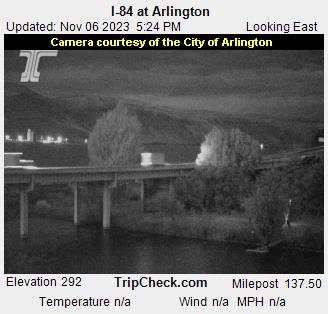 I-84 at Arlington
Updated: Nov 06 2023 5:24 PM Looking East
Camera courtesy of the City of Arlington
Elevation 292 TripCheck.com Milepost 137.50
Temperature n/a Wind n/a MPH n/a